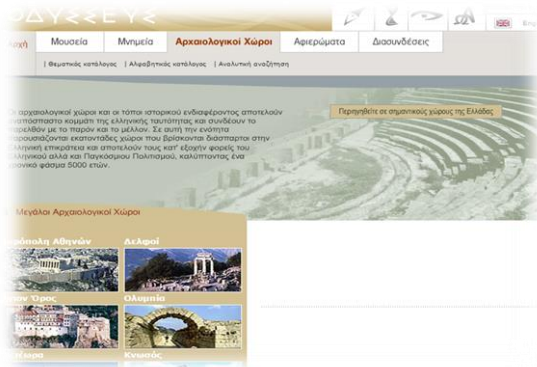 ΟΔΥΣΣΕΥΣ
Μουσεία Μνημεία Αρχαιολογικοί Χώροι Αφιερώματα Διασυνδέσεις
| Θεματικός κατάλογος | Αλφαβητικός κατάλογος | Αναλυτική αναζήτηση
αρχαιολογικοί χώροι και οι τόποι ιστορικού ενδιαφέροντος αποτελούν
αναπόσπαστο κομμάτι της ελληνικής ταυτότητας και συνδέουν το
παρελθόν με το παρόν και το μέλλον. Σε αυτή την ενότητα
παρουσιάζονται εκατοντάδες χώροι που βρίσκονται διάσπαρτοι στην
ελληνική επικράτεια και αποτελούν τους κατ' εξοχήν φορείς του
Ελληνικού αλλά και Παγκόσμιου Πολιτισμού, καλύπτοντας ένα
χρονικό φάσμα 5000 ετών.
Περιηγηθείτε σε σημαντικούς χώρους της Ελλάδας
Μεγάλοι Αρχαιολογικοί Χώροι
Ακρόπολη Αθηνών Δελφοί
Άγιον Όρος Ολυμπία
Κνωσός